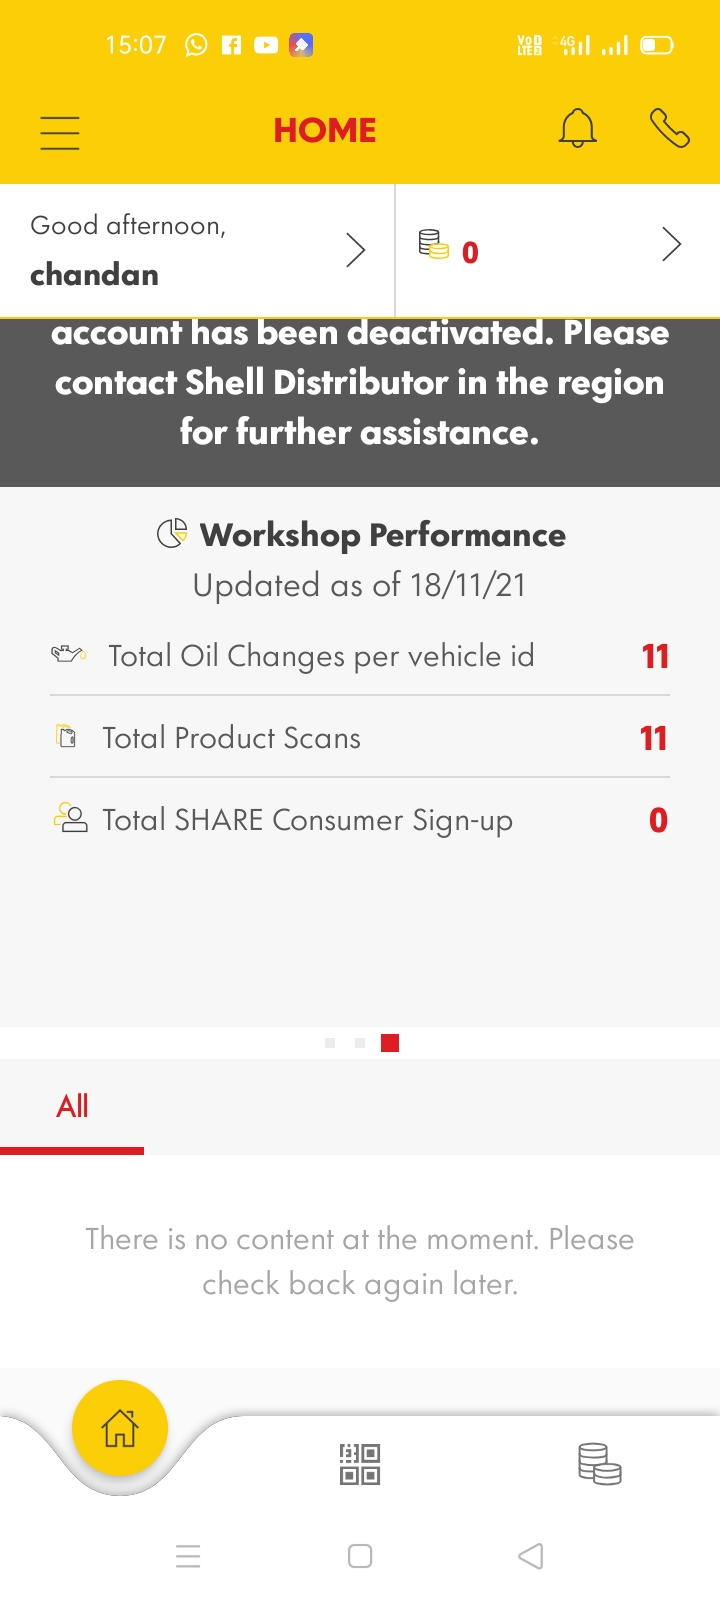 15:07
VoD LTE2 4G
HOME
Good afternoon,
chandan
0
account has been deactivated. Please
contact Shell Distributor in the region
for further assistance.
Workshop Performance
Updated as of 18/11/21
Total Oil Changes per vehicle id 11
Total Product Scans 11
Total SHARE Consumer Sign-up 0
All
There is no content at the moment. Please
check back again later.